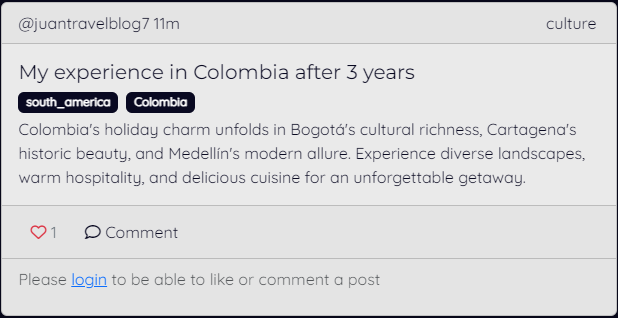 @juantravelblog7 11m culture
My experience in Colombia after 3 years
south_america Colombia
Colombia's holiday charm unfolds in Bogotá's cultural richness, Cartagena's
historic beauty, and Medellín's modern allure. Experience diverse landscapes,
warm hospitality, and delicious cuisine for an unforgettable getaway.
1 Comment
Please login to be able to like or comment a post